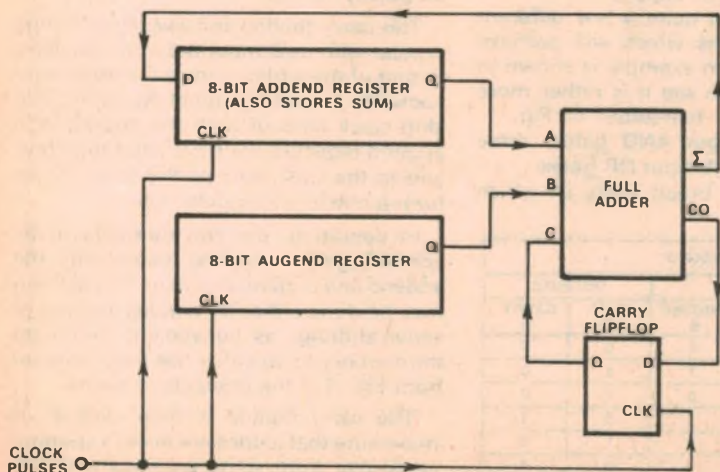 D
8-BIT ADDEND REGISTER
(ALSO STORES SUM)
Q
CLK
8-BIT AUGEND REGISTER
Q
CLK
A
B
C
FULL
ADDER
Σ
CO
CARRY
FLIPFLOP
Q
D
CLK
CLOCK
PULSES